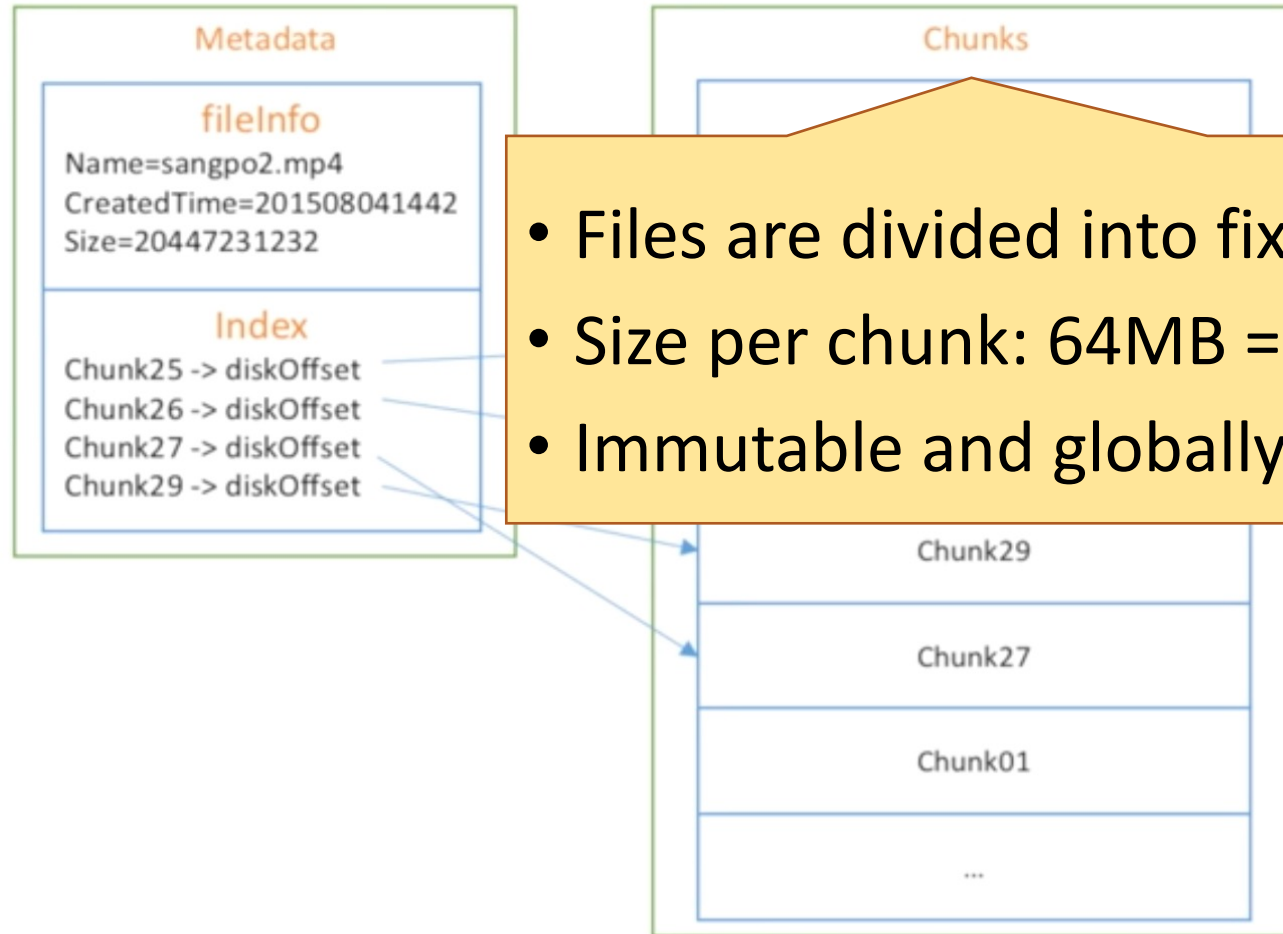 Metadata
fileInfo
Name=sangpo2.mp4
CreatedTime=201508041442
Size=20447231232
Index
Chunk25 -> diskOffset
Chunk26 -> diskOffset
Chunk27 -> diskOffset
Chunk29 -> diskOffset
Chunks
• Files are divided into fix
• Size per chunk: 64MB =
• Immutable and globally
Chunk29
Chunk27
Chunk01
...